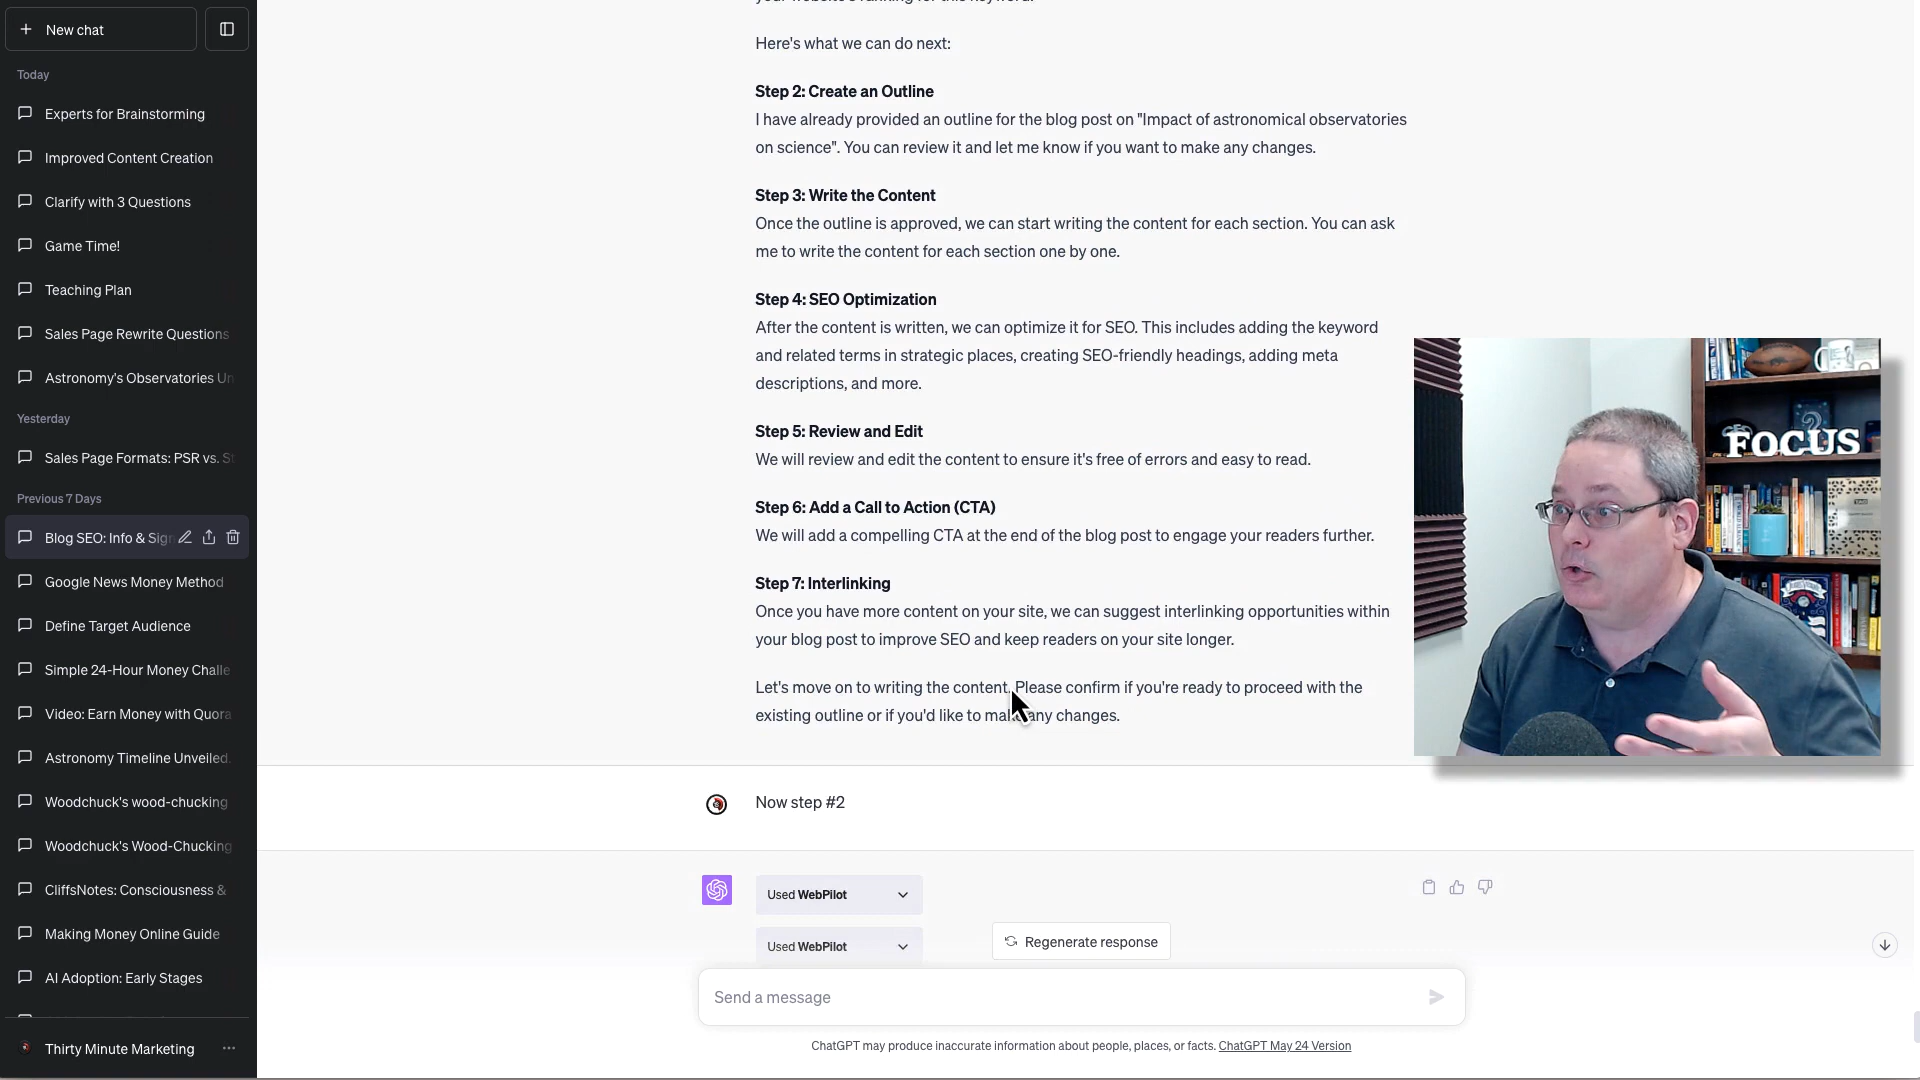 New chat
Today
Experts for Brainstorming
Improved Content Creation
Clarify with 3 Questions
Game Time!
Teaching Plan
Sales Page Rewrite Questions
Astronomy's Observatories Un
Yesterday
Sales Page Formats: PSR vs. St
Previous 7 Days
Blog SEO: Info & Sign
Google News Money Method
Define Target Audience
Simple 24-Hour Money Challe
Video: Earn Money with Quora
Astronomy Timeline Unveiled.
Woodchuck's wood-chucking
Woodchuck's Wood-Chucking
CliffsNotes: Consciousness &
Making Money Online Guide
AI Adoption: Early Stages
Thirty Minute Marketing
Here's what we can do next:
Step 2: Create an Outline
I have already provided an outline for the blog post on "Impact of astronomical observatories
on science". You can review it and let me know if you want to make any changes.
Step 3: Write the Content
Once the outline is approved, we can start writing the content for each section. You can ask
me to write the content for each section one by one.
Step 4: SEO Optimization
After the content is written, we can optimize it for SEO. This includes adding the keyword
and related terms in strategic places, creating SEO-friendly headings, adding meta
descriptions, and more.
Step 5: Review and Edit
We will review and edit the content to ensure it's free of errors and easy to read.
Step 6: Add a Call to Action (CTA)
We will add a compelling CTA at the end of the blog post to engage your readers further.
Step 7: Interlinking
Once you have more content on your site, we can suggest interlinking opportunities within
your blog post to improve SEO and keep readers on your site longer.
Let's move on to writing the content. Please confirm if you're ready to proceed with the
existing outline or if you'd like to make any changes.
FOCUS
Now step #2
Used WebPilot
Used WebPilot
Regenerate response
Send a message
ChatGPT may produce inaccurate information about people, places, or facts. ChatGPT May 24 Version